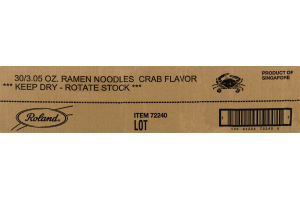 30/3.05 OZ. RAMEN NOODLES CRAB FLAVOR
*** KEEP DRY - ROTATE STOCK ***
PRODUCT OF
SINGAPORE
Roland
ITEM 72240
LOT